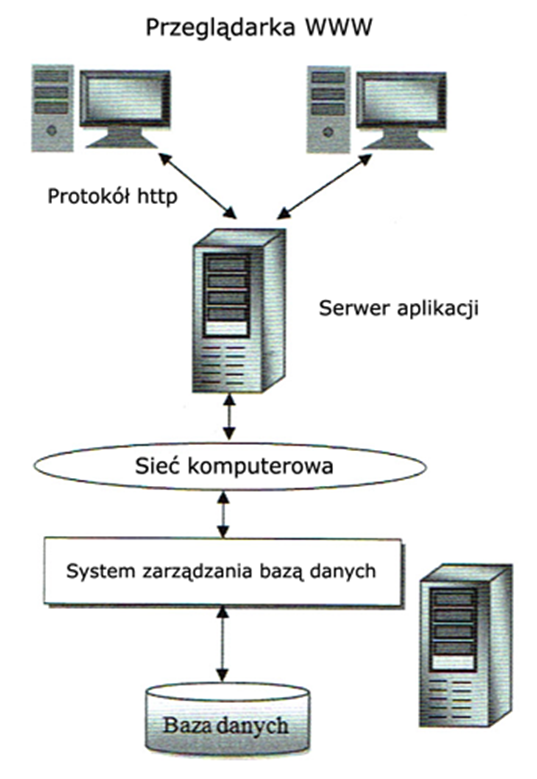 Przeglądarka WWW
Protokół http
Serwer aplikacji
Sieć komputerowa
System zarządzania bazą danych
Baza danych